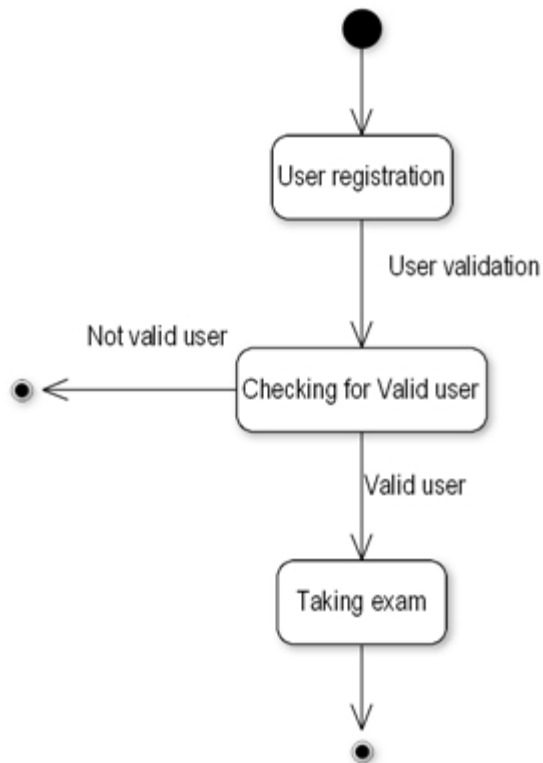 User registration
User validation
Not valid user
Checking for Valid user
Valid user
Taking exam